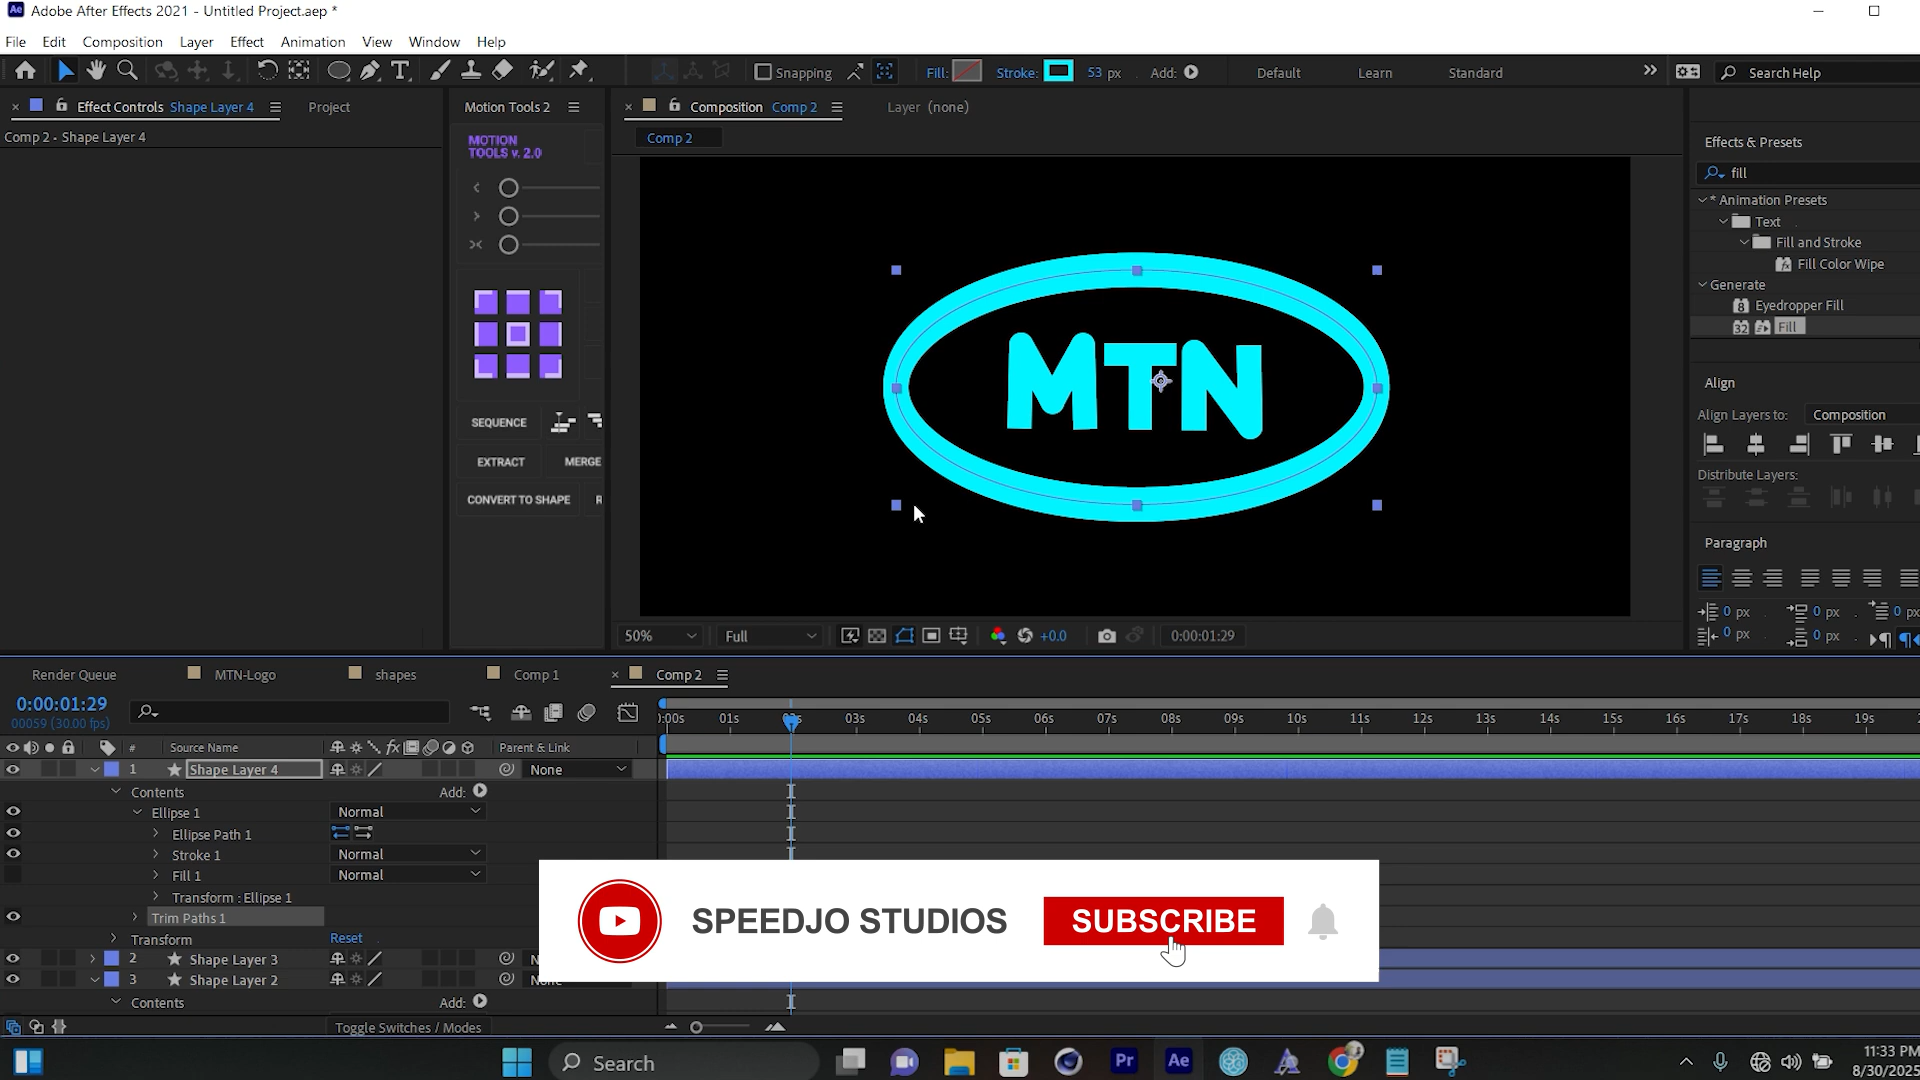 Adobe After Effects 2021 - Untitled Project.aep *
File Edit Composition Layer Effect Animation View Window Help
Snapping Fill: Stroke: 53 px Add: Default Learn Standard Search Help
Effect Controls Shape Layer 4 Project
Comp 2 - Shape Layer 4
Motion Tools 2
MOTION
TOOLS v. 2.0
SEQUENCE
EXTRACT MERGE
CONVERT TO SHAPE R
Composition Comp 2 Layer (none)
Comp 2
MTN
50% Full +0.0 0:00:01:29
Effects & Presets
fill
* Animation Presets
Text
Fill and Stroke
Fill Color Wipe
Generate
Eyedropper Fill
Fill
Align
Align Layers to: Composition
Distribute Layers:
Paragraph
0 px 0 px 0 px
0 px 0 px
Render Queue MTN-Logo shapes Comp 1 Comp 2
0:00:01:29
00059 (30.00 fps)
:00s 01s 03s 04s 05s 06s 07s 08s 09s 10s 11s 12s 13s 14s 15s 16s 17s 18s 19s
# Source Name Parent & Link
1 Shape Layer 4 None
Contents Add:
Ellipse 1 Normal
Ellipse Path 1
Stroke 1 Normal
Fill 1 Normal
Transform : Ellipse 1
Trim Paths 1
Transform Reset
2 Shape Layer 3
3 Shape Layer 2 None
Contents Add:
Toggle Switches / Modes
SPEEDJO STUDIOS SUBSCRIBE
Search
Pr Ae
11:33 PM
8/30/2025